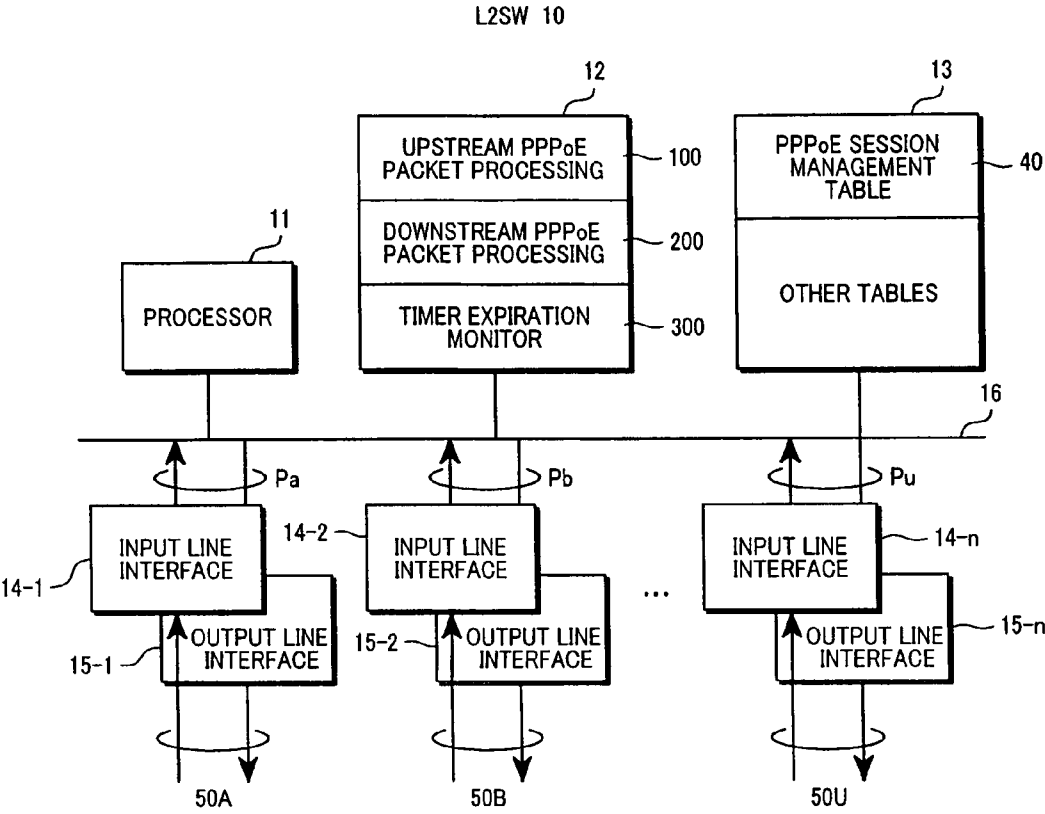 L2SW 10
12
13
UPSTREAM PPPoE
PACKET PROCESSING
100
PPPoE SESSION
MANAGEMENT
TABLE
40
11
DOWNSTREAM PPPoE
PACKET PROCESSING
200
PROCESSOR
TIMER EXPIRATION
MONITOR
300
OTHER TABLES
16
Pa
Pb
Pu
14-1
INPUT LINE
INTERFACE
14-2
INPUT LINE
INTERFACE
...
INPUT LINE
INTERFACE
14-n
15-1
OUTPUT LINE
INTERFACE
15-2
OUTPUT LINE
INTERFACE
OUTPUT LINE
INTERFACE
15-n
50A
50B
50U